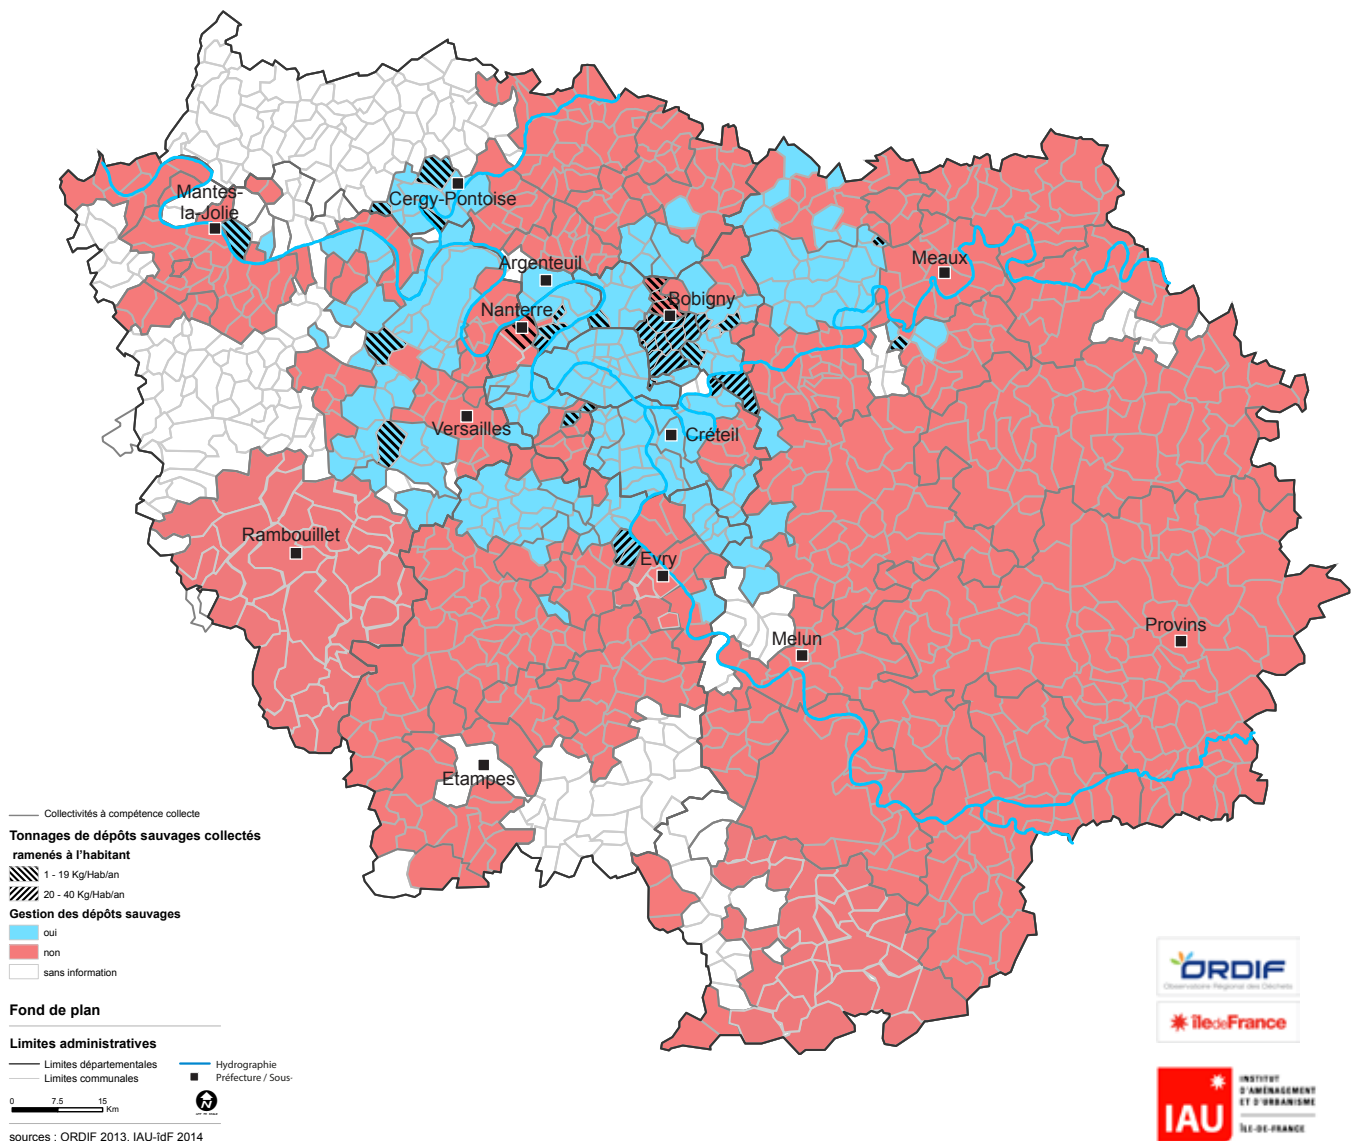 Mantes-
la-Jolie
Cergy-Pontoise
Argenteuil
Nanterre
Bobigny
Meaux
Versailles
Créteil
Rambouillet
Evry
Melun
Provins
Etampes
Collectivités à compétence collecte
Tonnages de dépôts sauvages collectés
ramenés à l'habitant
1 - 19 Kg/Hab/an
20 - 40 Kg/Hab/an
Gestion des dépôts sauvages
oui
non
sans information
Fond de plan
Limites administratives
Limites départementales
Hydrographie
Limites communales
Préfecture / Sous-
0 7.5 15
Km
N
sources : ORDIF 2013, IAU-îdF 2014
ORDIF
Observatoire Régional des Déchets
îledeFrance
IAU
INSTITUT
D'AMÉNAGEMENT
ET D'URBANISME
ÎLE-DE-FRANCE